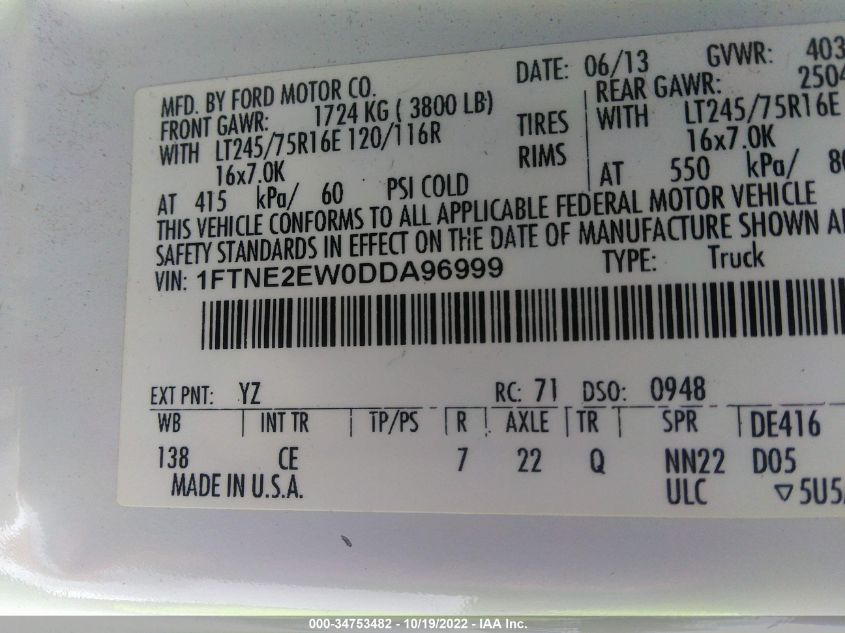 MFD. BY FORD MOTOR CO. DATE: 06/13 GVWR: 403
FRONT GAWR: 1724 KG ( 3800 LB) REAR GAWR: 2504
WITH LT245/75R16E 120/116R TIRES WITH LT245/75R16E
16x7.0K RIMS 16x7.0K
AT 415 kPa/ 60 PSI COLD AT 550 kPa/ 80
THIS VEHICLE CONFORMS TO ALL APPLICABLE FEDERAL MOTOR VEHICLE
SAFETY STANDARDS IN EFFECT ON THE DATE OF MANUFACTURE SHOWN
VIN: 1FTNE2EW0DDA96999 TYPE: Truck
EXT PNT: YZ RC: 71 DSO: 0948
WB INT TR TP/PS R AXLE TR SPR DE416
138 CE 7 22 Q NN22 D05
MADE IN U.S.A. ULC ▽5U5
000-34753482 - 10/19/2022 - IAA Inc.